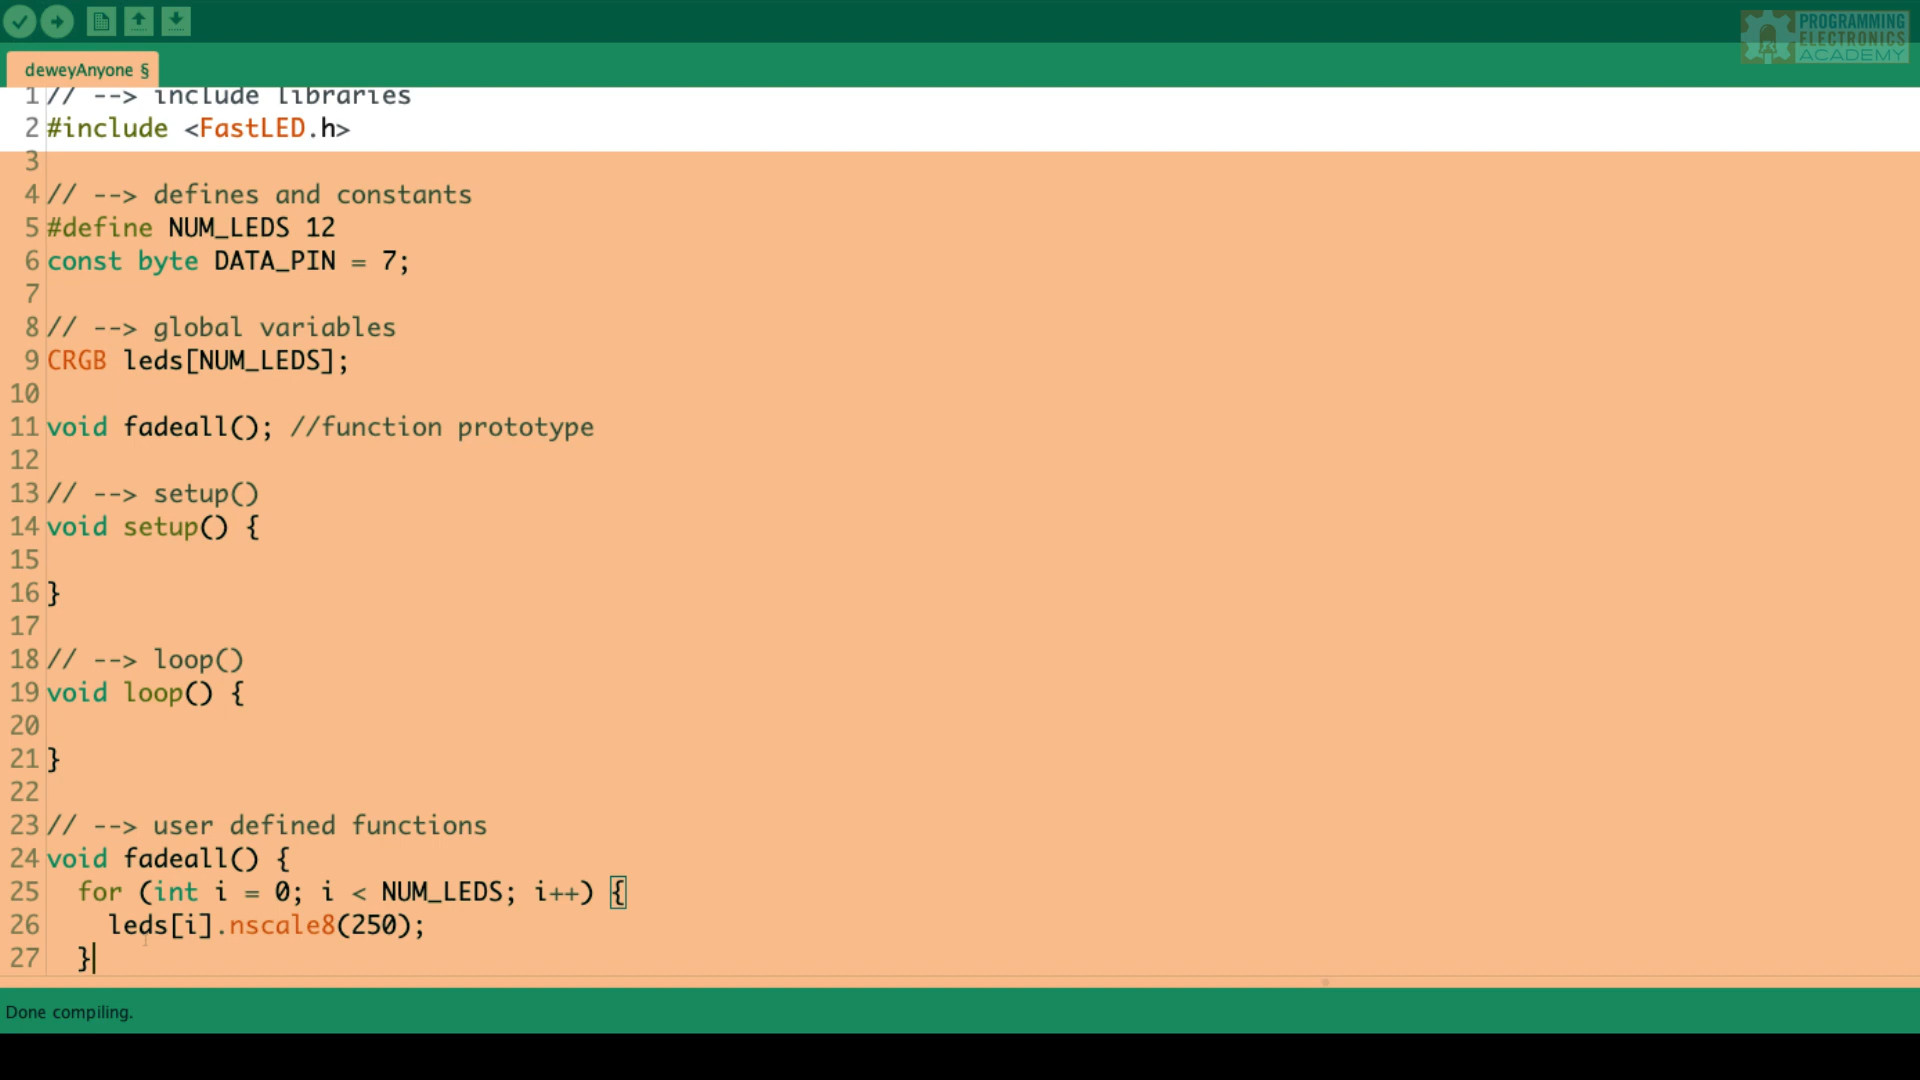 PROGRAMMING
ELECTRONICS
ACADEMY
deweyAnyone §
1 // --> include libraries
2 #include <FastLED.h>
3
4 // --> defines and constants
5 #define NUM_LEDS 12
6 const byte DATA_PIN = 7;
7
8 // --> global variables
9 CRGB leds[NUM_LEDS];
10
11 void fadeall(); //function prototype
12
13 // --> setup()
14 void setup() {
15
16 }
17
18 // --> loop()
19 void loop() {
20
21 }
22
23 // --> user defined functions
24 void fadeall() {
25   for (int i = 0; i < NUM_LEDS; i++) {
26     leds[i].nscale8(250);
27   }
Done compiling.